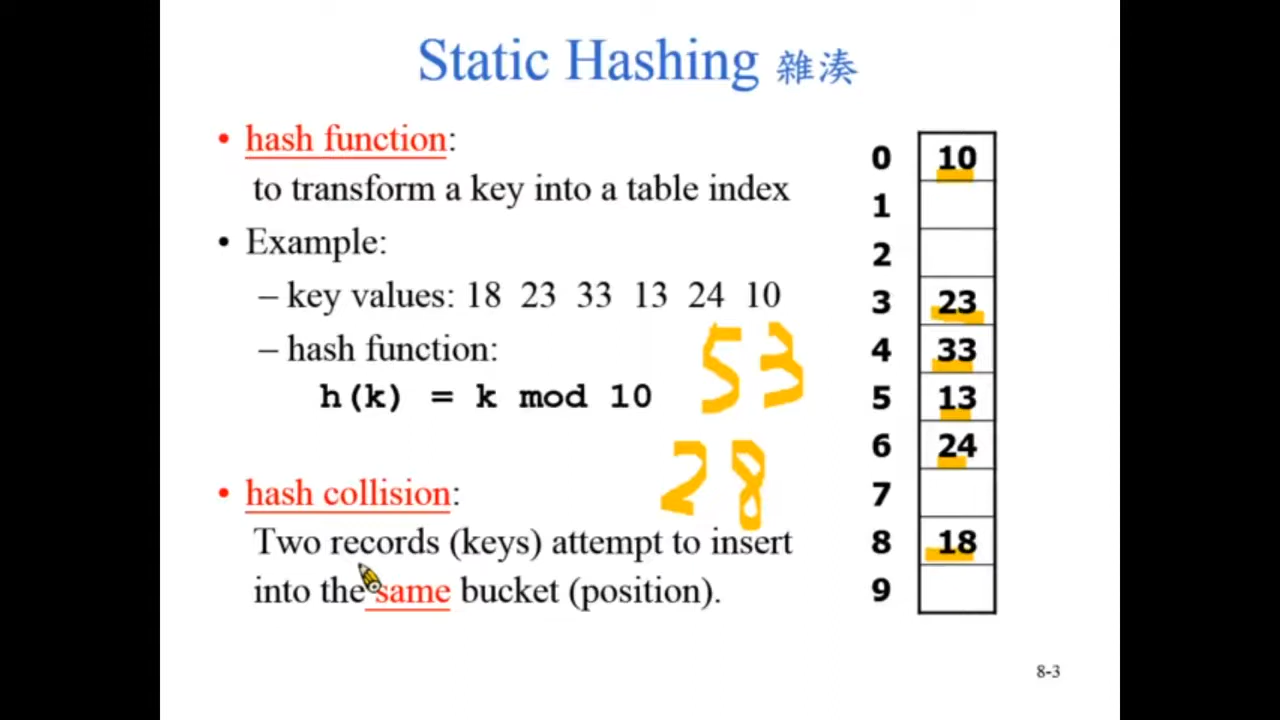 Static Hashing 雜湊
• hash function:
to transform a key into a table index
• Example:
– key values: 18 23 33 13 24 10
– hash function:
h(k) = k mod 10
53
28
• hash collision:
Two records (keys) attempt to insert
into the same bucket (position).
0 10
1
2
3 23
4 33
5 13
6 24
7
8 18
9
8-3